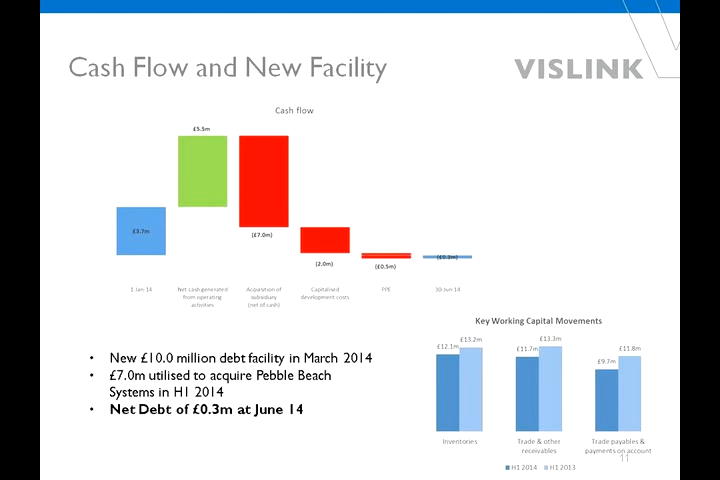 Cash Flow and New Facility
VISLINK
Cash flow
£5.5m
£3.7m
(£7.0m)
(2.0m)
(£0.5m)
(£0.3m)
1 Jan 14
Net cash generated
from operating
activities
Acquisition of
subsidiary
(net of cash)
Capitalised
development costs
PPE
30-Jun-14
• New £10.0 million debt facility in March 2014
• £7.0m utilised to acquire Pebble Beach
Systems in H1 2014
• Net Debt of £0.3m at June 14
Key Working Capital Movements
£12.1m
£13.2m
£11.7m
£13.3m
£9.7m
£11.8m
Inventories
Trade & other
receivables
Trade payables &
payments on account
H1 2014
H1 2013
11